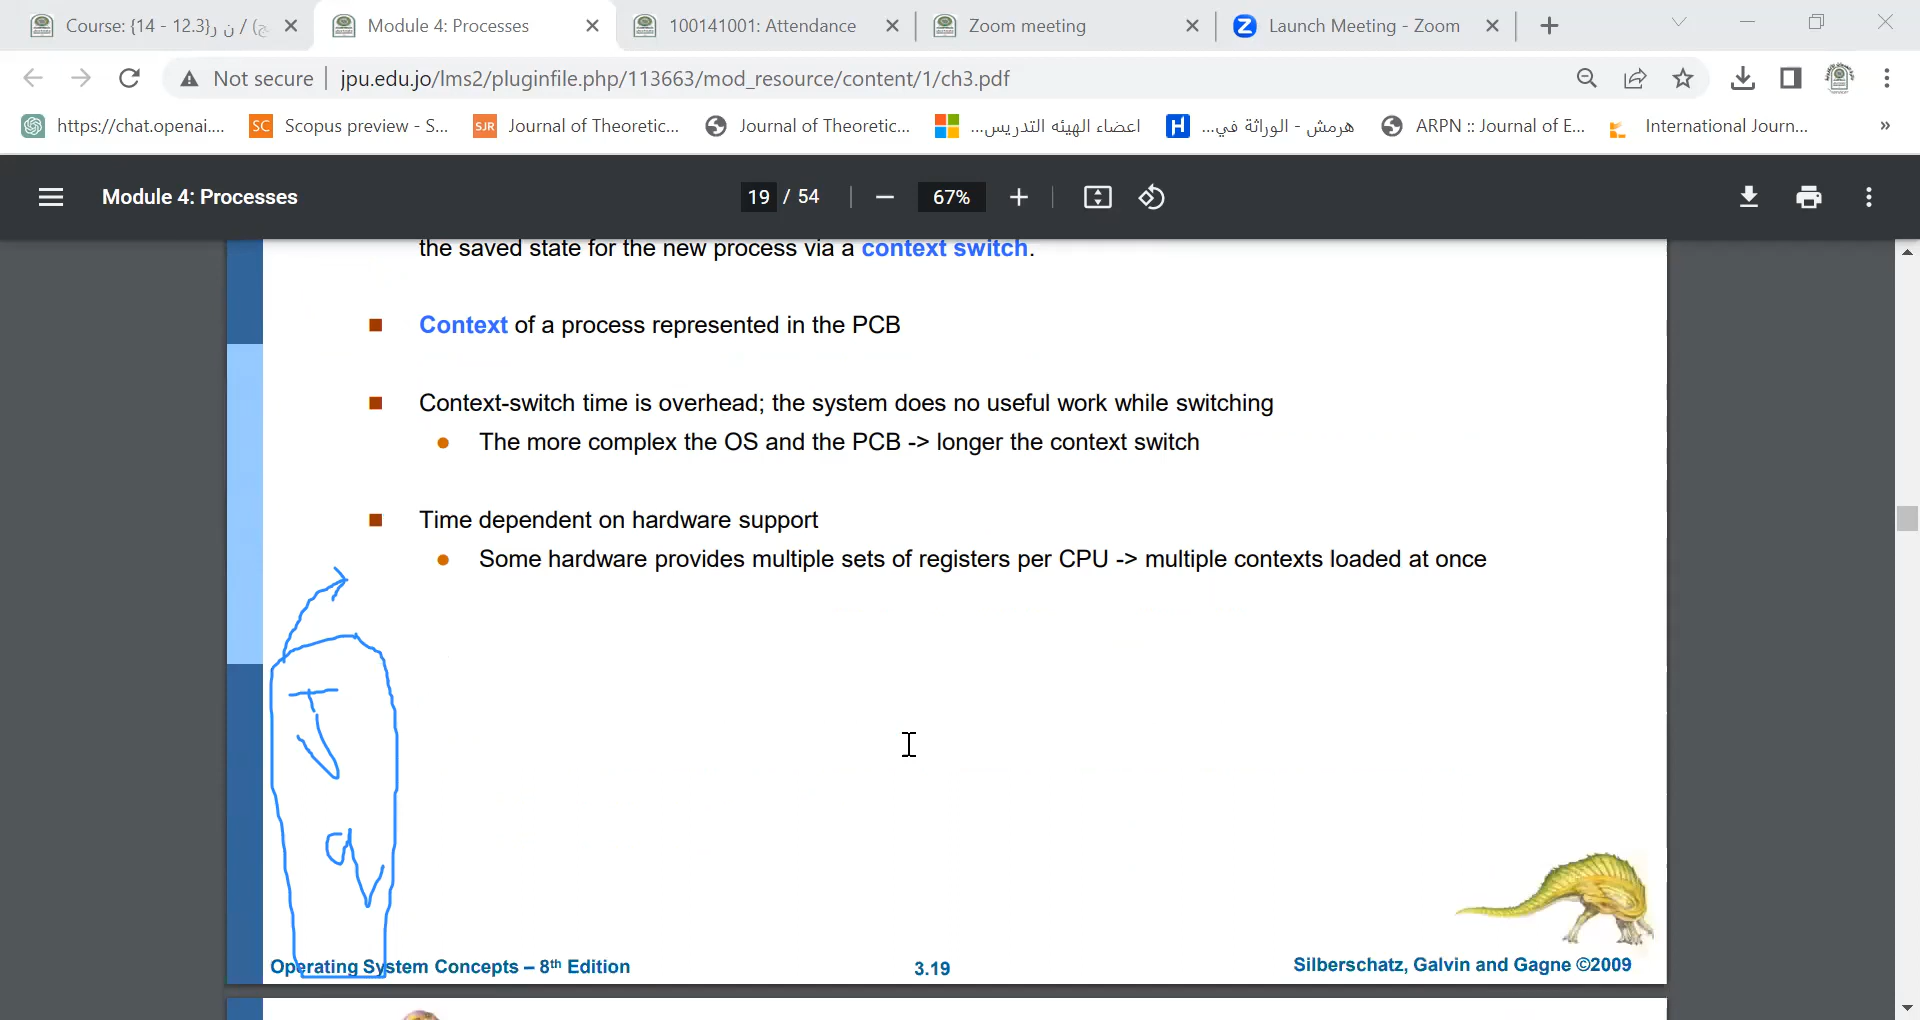 Course: {14 - 12.3}ر ن / (ج
Module 4: Processes
100141001: Attendance
Zoom meeting
Launch Meeting - Zoom
Not secure
jpu.edu.jo/lms2/pluginfile.php/113663/mod_resource/content/1/ch3.pdf
https://chat.openai....
SC Scopus preview - S...
SJR Journal of Theoretic...
Journal of Theoretic...
اعضاء الهيئه التدريس...
H هرمش - الوراثة في...
ARPN :: Journal of E...
International Journ...
»
Module 4: Processes
19 / 54
67%
the saved state for the new process via a context switch.
Context of a process represented in the PCB
Context-switch time is overhead; the system does no useful work while switching
The more complex the OS and the PCB -> longer the context switch
Time dependent on hardware support
Some hardware provides multiple sets of registers per CPU -> multiple contexts loaded at once
Operating System Concepts – 8th Edition
3.19
Silberschatz, Galvin and Gagne ©2009